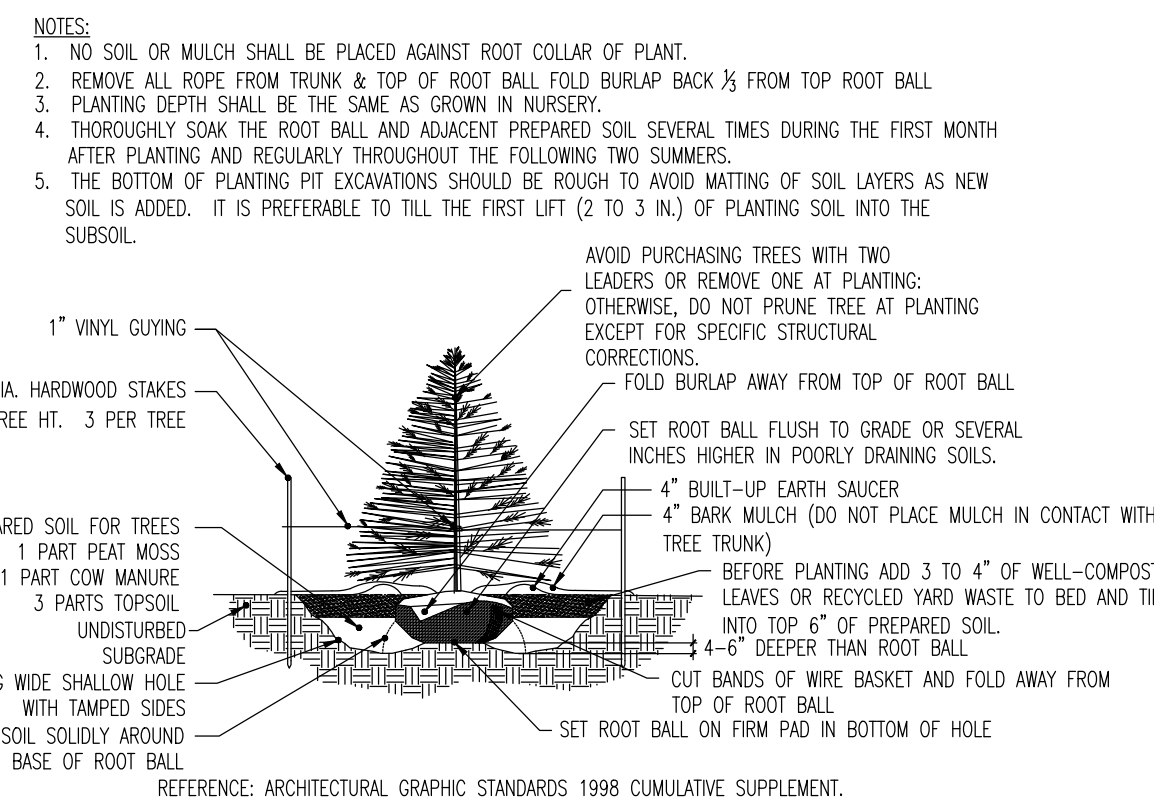 NOTES:
1. NO SOIL OR MULCH SHALL BE PLACED AGAINST ROOT COLLAR OF PLANT.
2. REMOVE ALL ROPE FROM TRUNK & TOP OF ROOT BALL FOLD BURLAP BACK ⅓ FROM TOP ROOT BALL
3. PLANTING DEPTH SHALL BE THE SAME AS GROWN IN NURSERY.
4. THOROUGHLY SOAK THE ROOT BALL AND ADJACENT PREPARED SOIL SEVERAL TIMES DURING THE FIRST MONTH
AFTER PLANTING AND REGULARLY THROUGHOUT THE FOLLOWING TWO SUMMERS.
5. THE BOTTOM OF PLANTING PIT EXCAVATIONS SHOULD BE ROUGH TO AVOID MATTING OF SOIL LAYERS AS NEW
SOIL IS ADDED. IT IS PREFERABLE TO TILL THE FIRST LIFT (2 TO 3 IN.) OF PLANTING SOIL INTO THE
SUBSOIL.
AVOID PURCHASING TREES WITH TWO
LEADERS OR REMOVE ONE AT PLANTING:
OTHERWISE, DO NOT PRUNE TREE AT PLANTING
EXCEPT FOR SPECIFIC STRUCTURAL
CORRECTIONS.
1" VINYL GUYING
IA. HARDWOOD STAKES
REE HT. 3 PER TREE
FOLD BURLAP AWAY FROM TOP OF ROOT BALL
SET ROOT BALL FLUSH TO GRADE OR SEVERAL
INCHES HIGHER IN POORLY DRAINING SOILS.
4" BUILT-UP EARTH SAUCER
4" BARK MULCH (DO NOT PLACE MULCH IN CONTACT WITH
TREE TRUNK)
ARED SOIL FOR TREES
1 PART PEAT MOSS
1 PART COW MANURE
3 PARTS TOPSOIL
UNDISTURBED
SUBGRADE
G WIDE SHALLOW HOLE
WITH TAMPED SIDES
SOIL SOLIDLY AROUND
BASE OF ROOT BALL
BEFORE PLANTING ADD 3 TO 4" OF WELL-COMPOST
LEAVES OR RECYCLED YARD WASTE TO BED AND TI
INTO TOP 6" OF PREPARED SOIL.
4-6" DEEPER THAN ROOT BALL
CUT BANDS OF WIRE BASKET AND FOLD AWAY FROM
TOP OF ROOT BALL
SET ROOT BALL ON FIRM PAD IN BOTTOM OF HOLE
REFERENCE: ARCHITECTURAL GRAPHIC STANDARDS 1998 CUMULATIVE SUPPLEMENT.